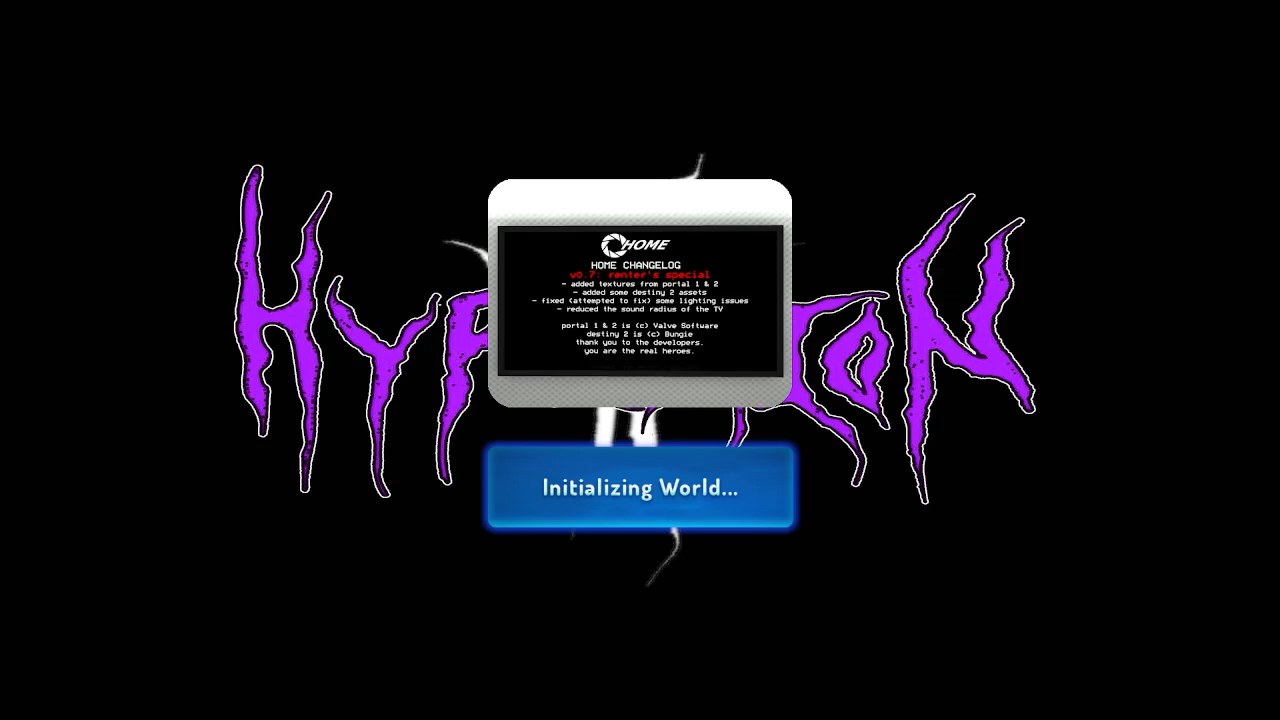 HOME
HOME CHANGELOG
v0.7: renter's special
- added textures from portal 1 & 2
- added some destiny 2 assets
- fixed (attempted to fix) some lighting issues
- reduced the sound radius of the TV
portal 1 & 2 is (c) Valve Software
destiny 2 is (c) Bungie
thank you to the developers.
you are the real heroes.
Initializing World...